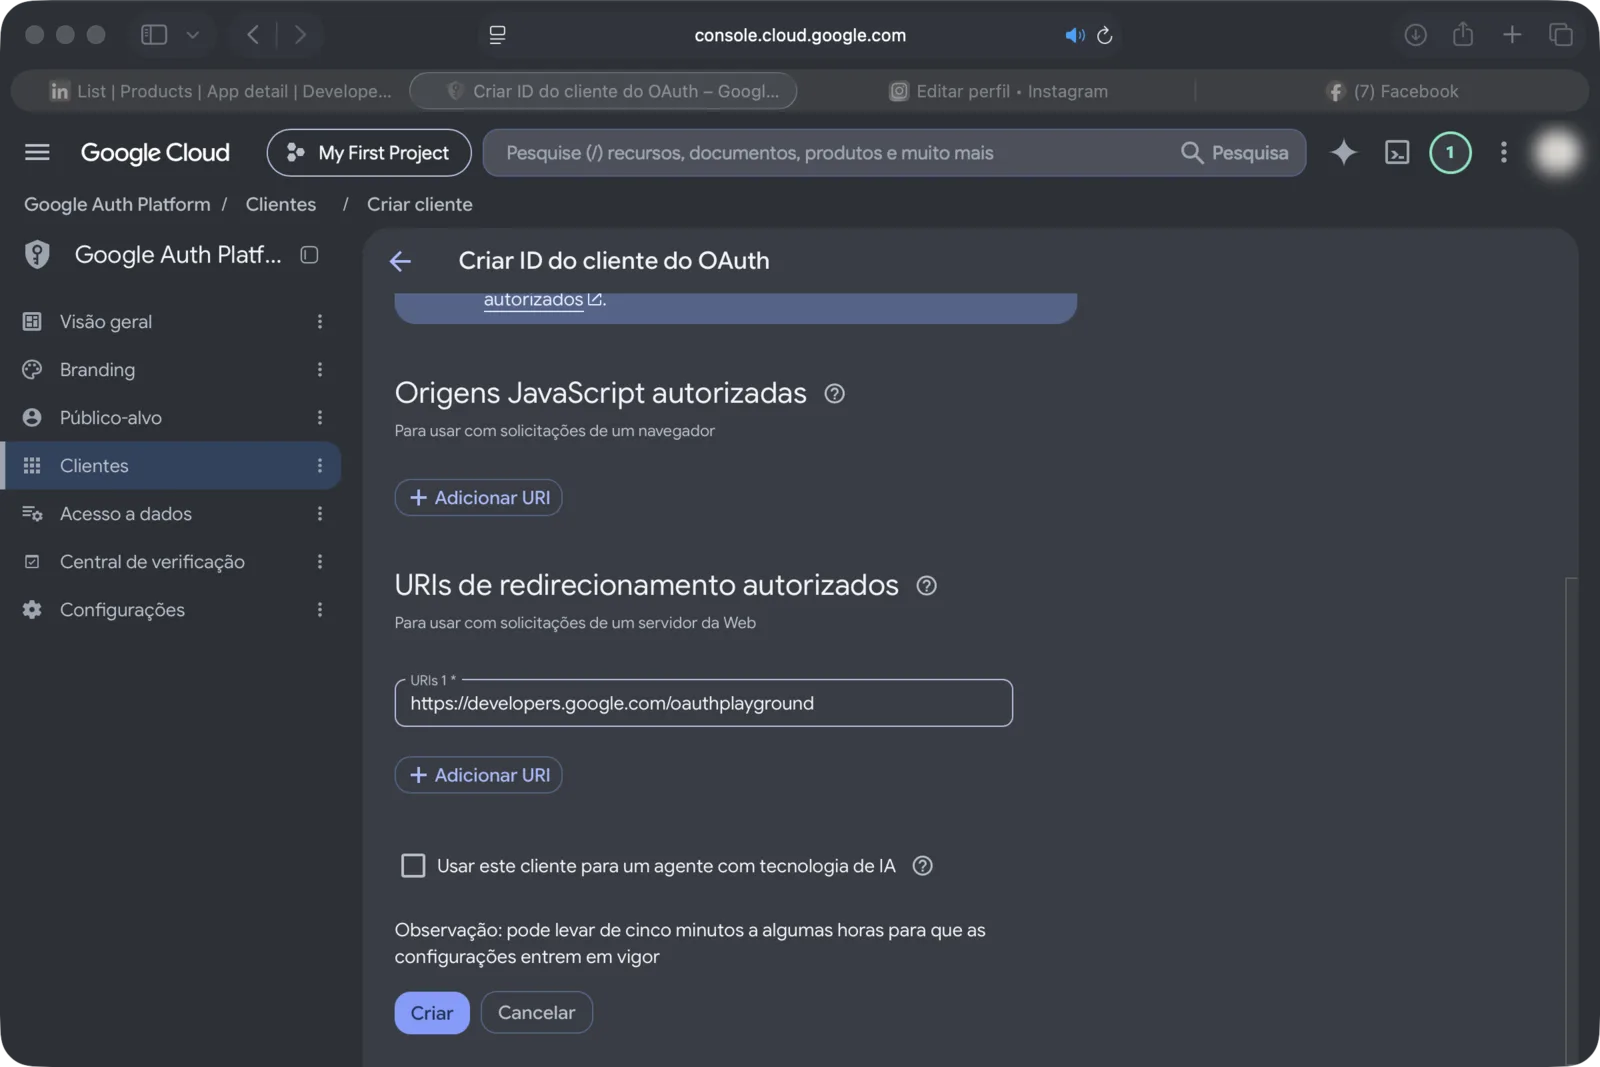 console.cloud.google.com
List | Products | App detail | Develope...
Criar ID do cliente do OAuth – Googl...
Editar perfil • Instagram
(7) Facebook
Google Cloud
My First Project
Pesquise (/) recursos, documentos, produtos e muito mais
Pesquisa
1
Google Auth Platform / Clientes / Criar cliente
Google Auth Platf...
Visão geral
Branding
Público-alvo
Clientes
Acesso a dados
Central de verificação
Configurações
Criar ID do cliente do OAuth
autorizados.
Origens JavaScript autorizadas
Para usar com solicitações de um navegador
+ Adicionar URI
URIs de redirecionamento autorizados
Para usar com solicitações de um servidor da Web
URIs 1 *
https://developers.google.com/oauthplayground
+ Adicionar URI
Usar este cliente para um agente com tecnologia de IA
Observação: pode levar de cinco minutos a algumas horas para que as
configurações entrem em vigor
Criar
Cancelar